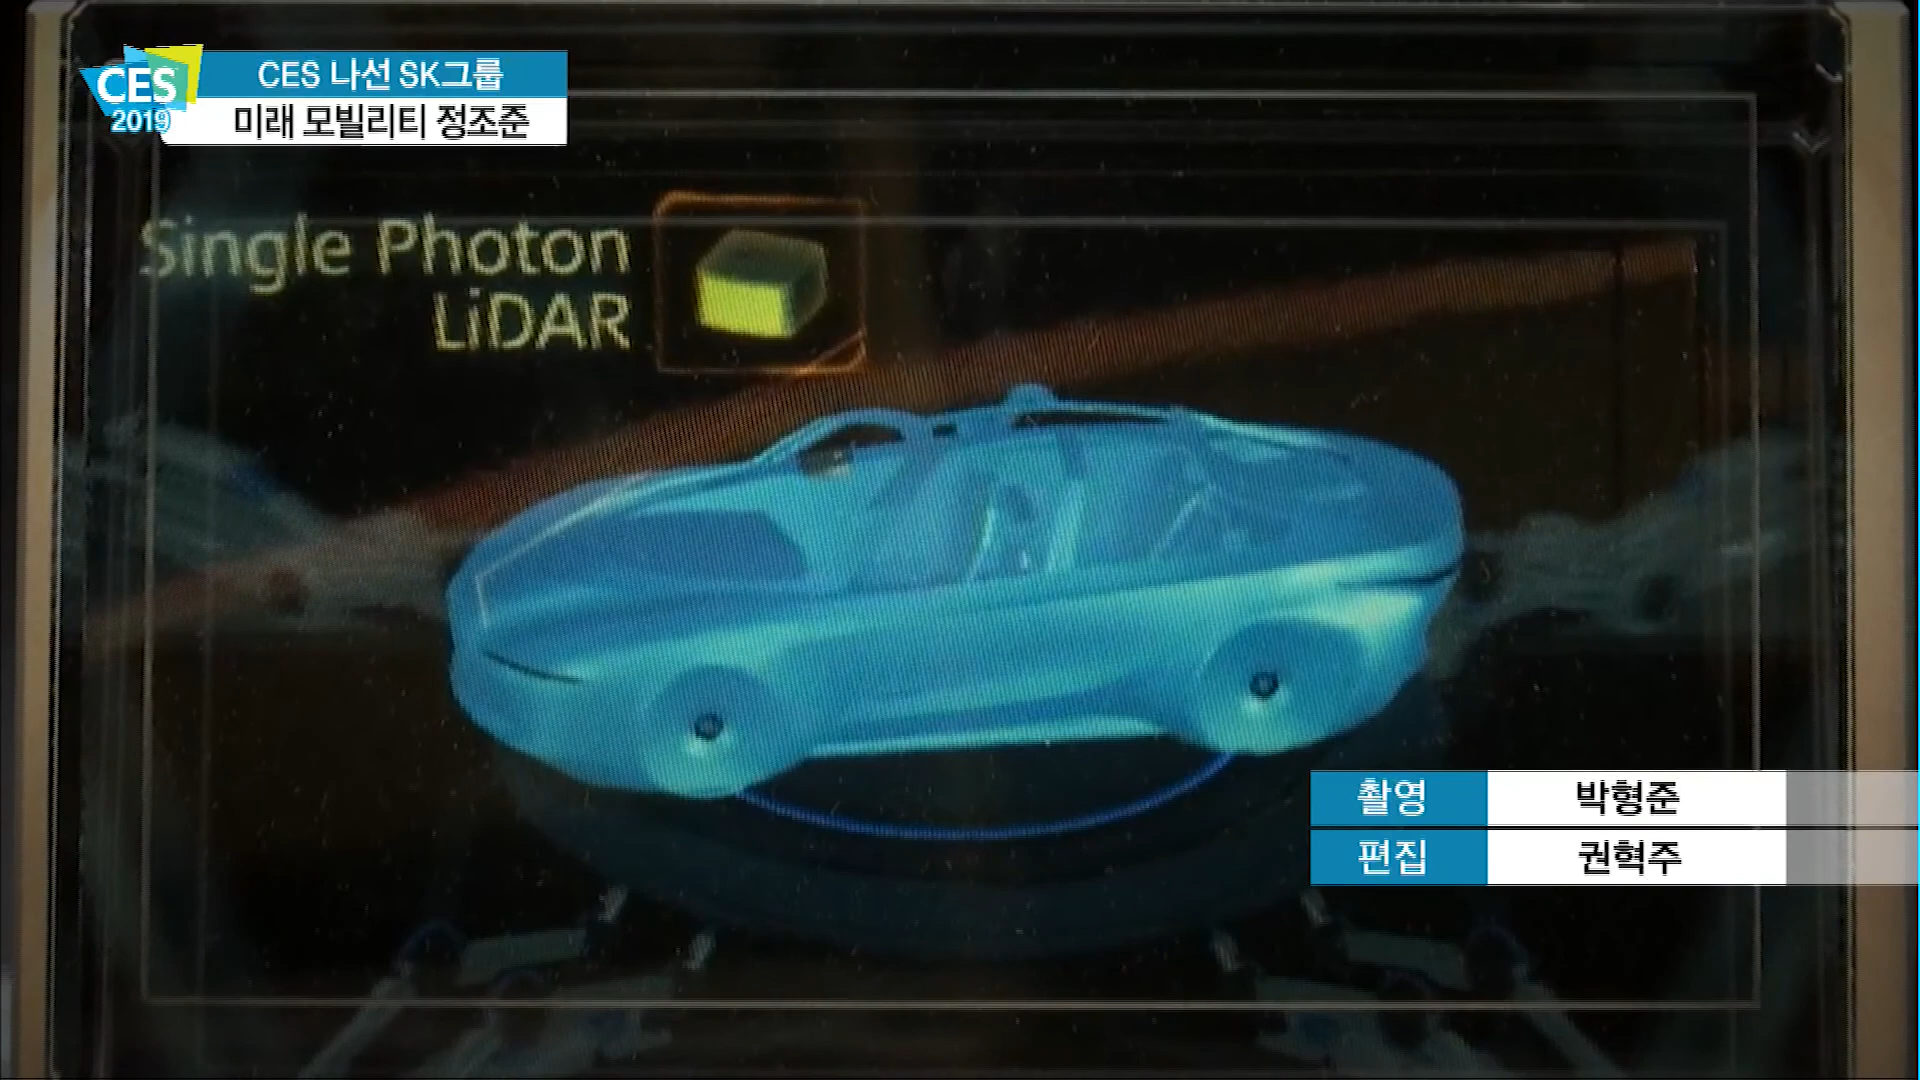 CES
2019
CES 나선 SK그룹
미래 모빌리티 정조준
Single Photon
LiDAR
촬영 박형준
편집 권혁주